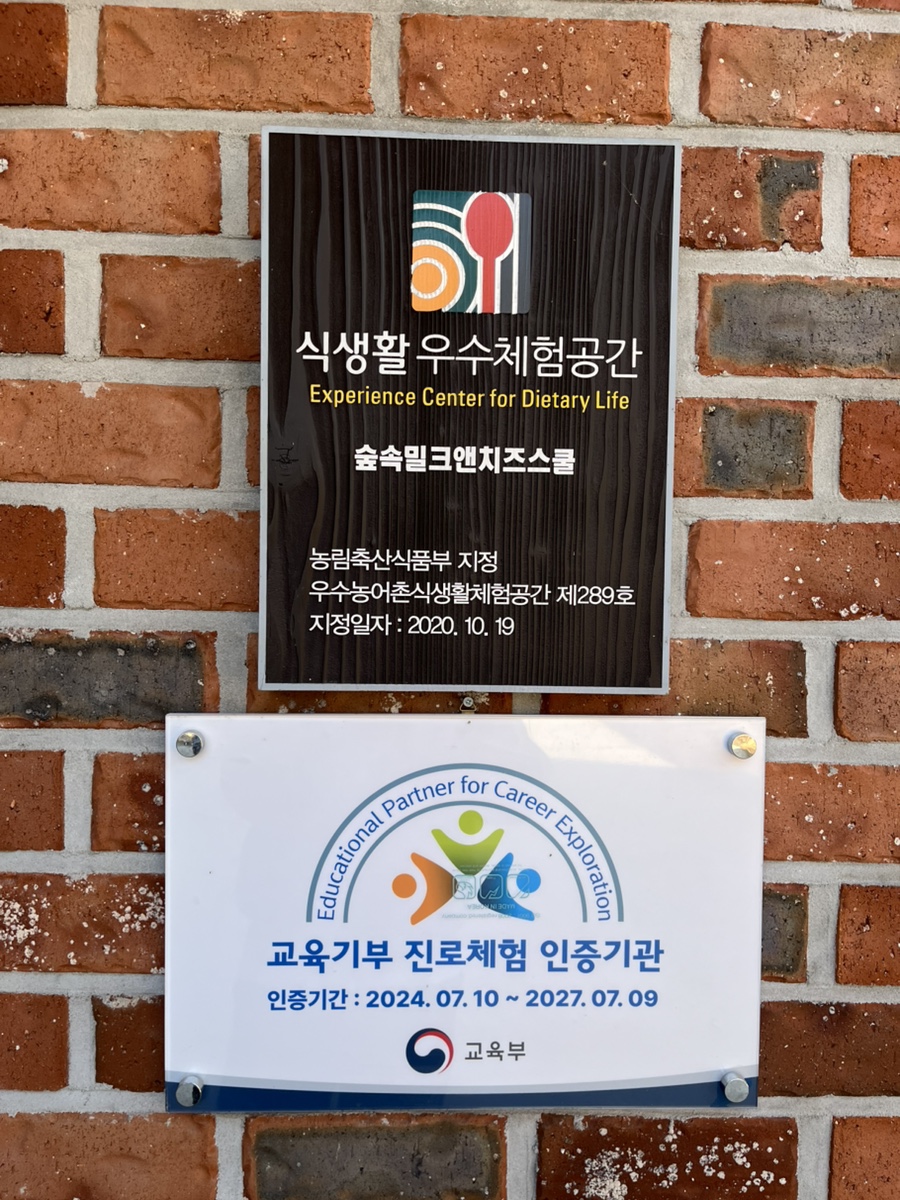 식생활 우수체험공간
Experience Center for Dietary Life
숲속밀크앤치즈스쿨
농림축산식품부 지정
우수농어촌식생활체험공간 제289호
지정일자 : 2020. 10. 19
Educational Partner for Career Exploration
교육기부 진로체험 인증기관
인증기간 : 2024. 07. 10 ~ 2027. 07. 09
교육부